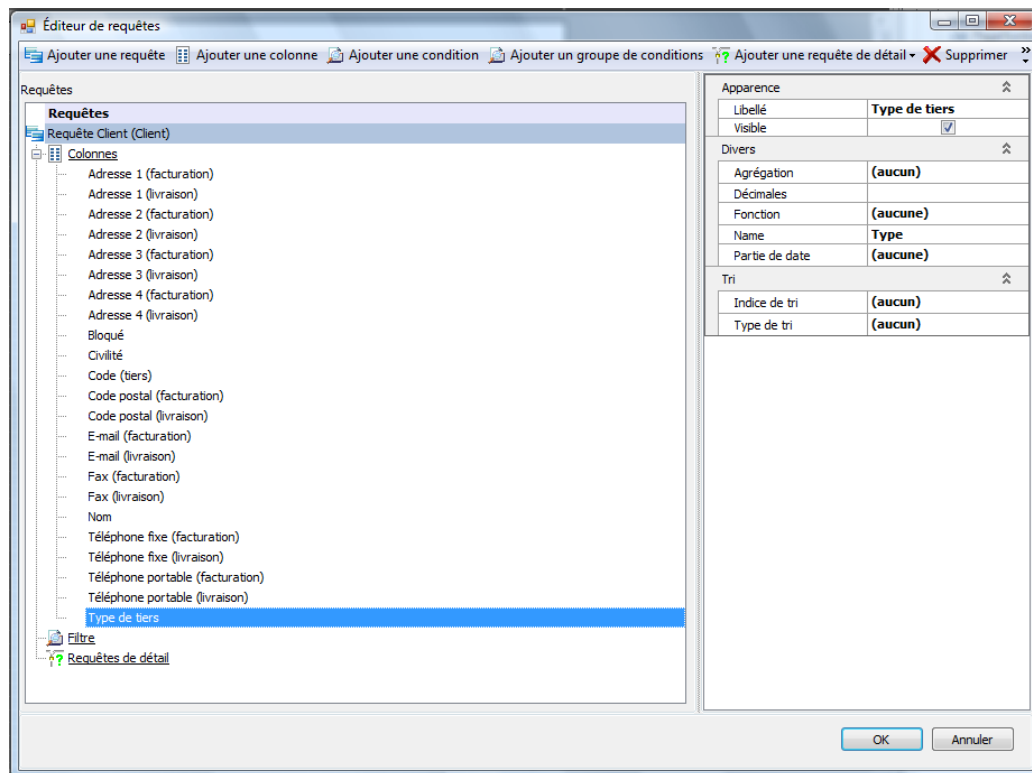 Éditeur de requêtes
Ajouter une requête Ajouter une colonne Ajouter une condition Ajouter un groupe de conditions Ajouter une requête de détail Supprimer
Requêtes
Requêtes
Requête Client (Client)
Colonnes
Adresse 1 (facturation)
Adresse 1 (livraison)
Adresse 2 (facturation)
Adresse 2 (livraison)
Adresse 3 (facturation)
Adresse 3 (livraison)
Adresse 4 (facturation)
Adresse 4 (livraison)
Bloqué
Civilité
Code (tiers)
Code postal (facturation)
Code postal (livraison)
E-mail (facturation)
E-mail (livraison)
Fax (facturation)
Fax (livraison)
Nom
Téléphone fixe (facturation)
Téléphone fixe (livraison)
Téléphone portable (facturation)
Téléphone portable (livraison)
Type de tiers
Filtre
Requêtes de détail
Apparence
Libellé Type de tiers
Visible
Divers
Agrégation (aucun)
Décimales
Fonction (aucune)
Name Type
Partie de date (aucune)
Tri
Indice de tri (aucun)
Type de tri (aucun)
OK Annuler